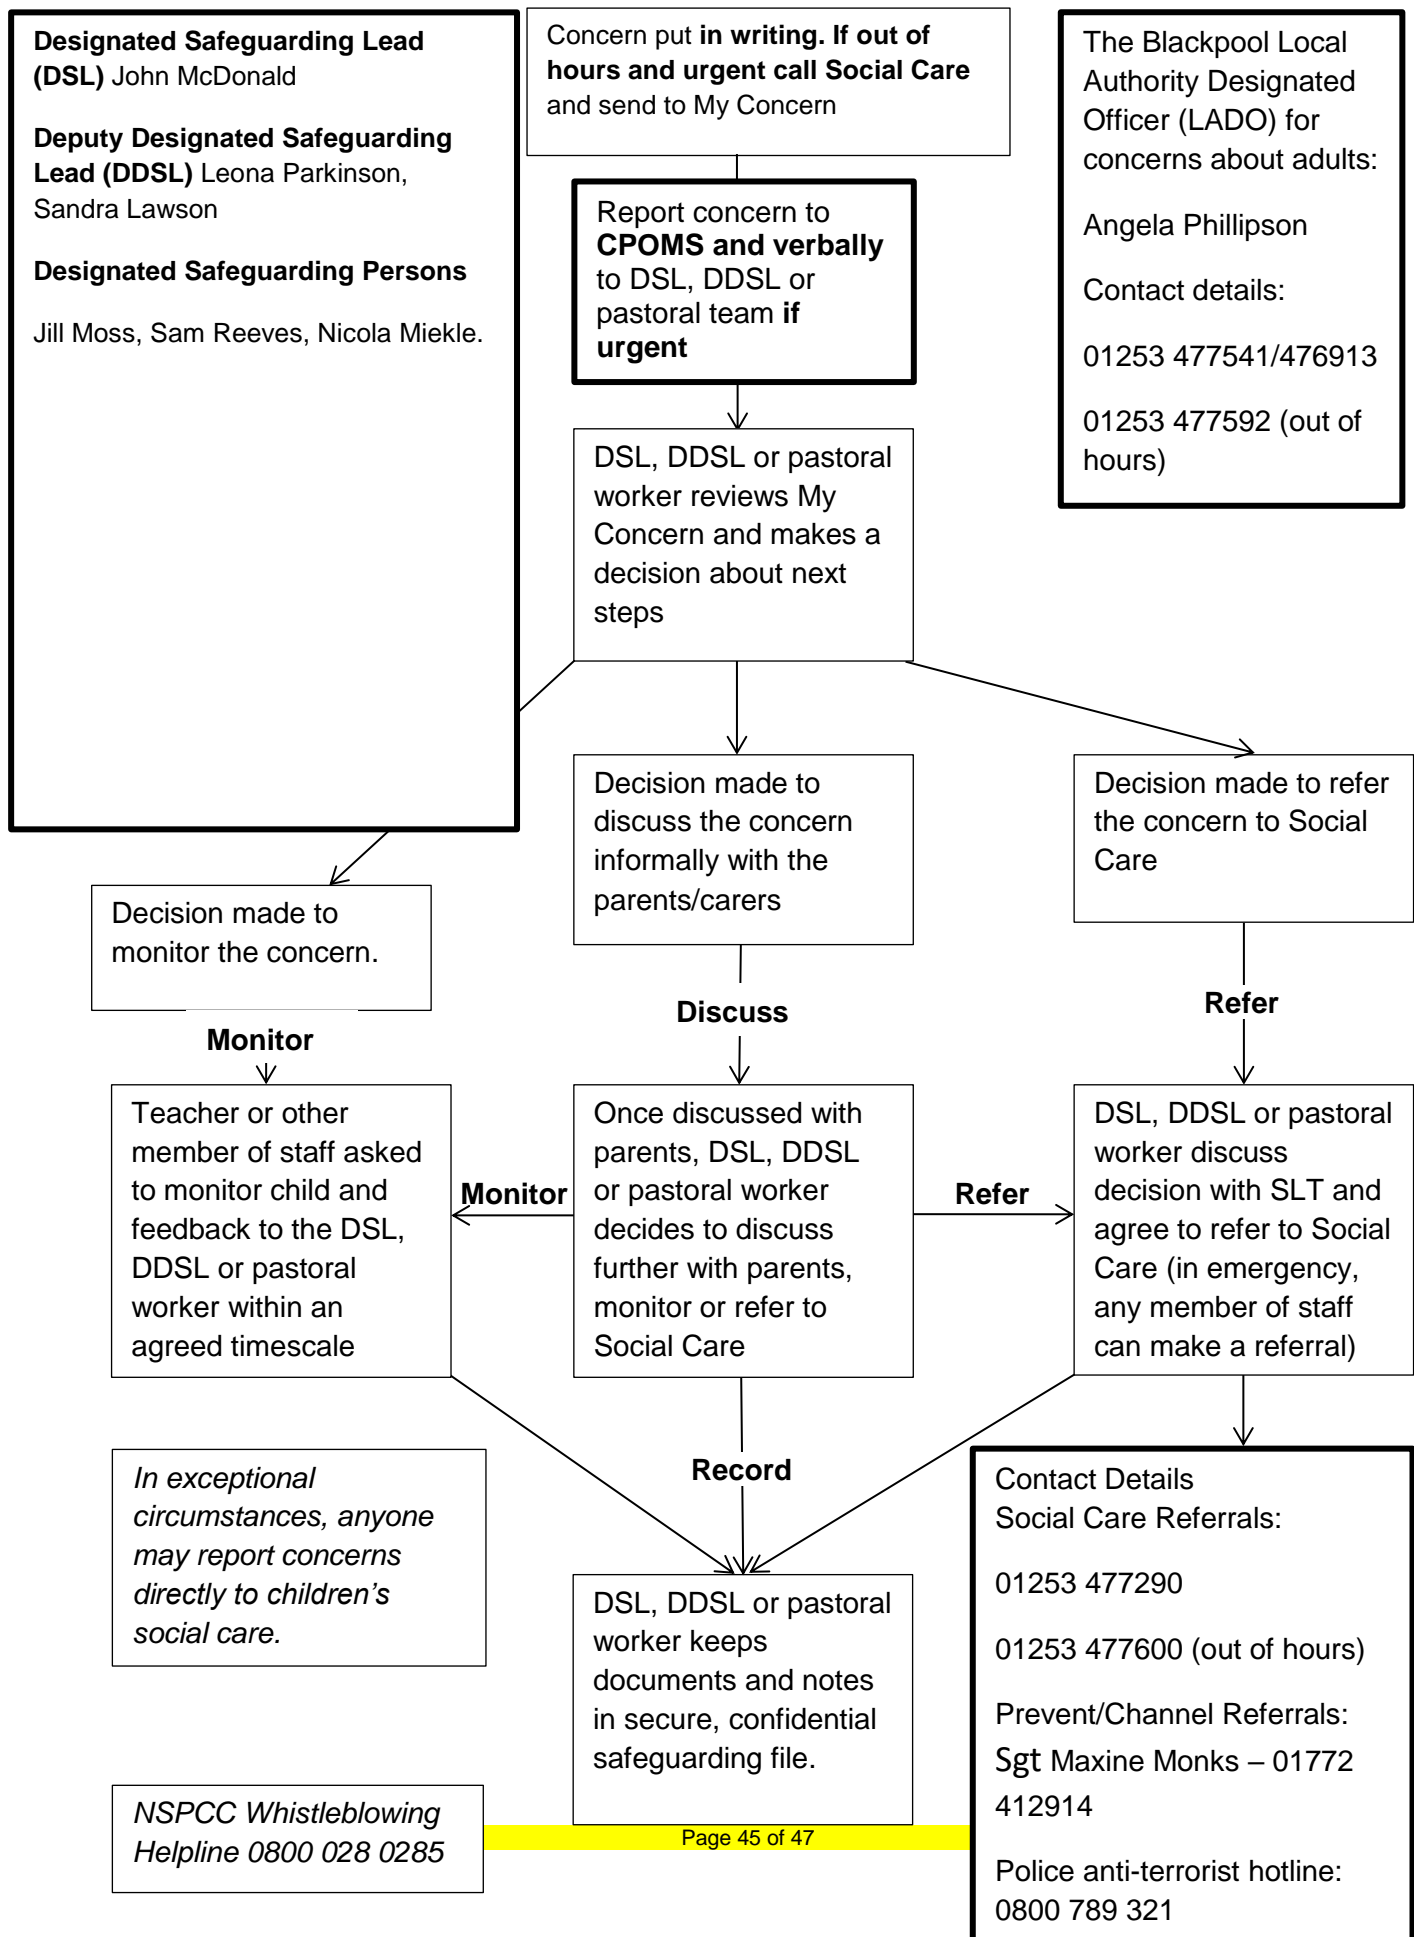 Designated Safeguarding Lead
(DSL) John McDonald
Deputy Designated Safeguarding
Lead (DDSL) Leona Parkinson,
Sandra Lawson
Designated Safeguarding Persons
Jill Moss, Sam Reeves, Nicola Miekle.
Concern put in writing. If out of
hours and urgent call Social Care
and send to My Concern
The Blackpool Local
Authority Designated
Officer (LADO) for
concerns about adults:
Angela Phillipson
Contact details:
01253 477541/476913
01253 477592 (out of
hours)
Report concern to
CPOMS and verbally
to DSL, DDSL or
pastoral team if
urgent
DSL, DDSL or pastoral
worker reviews My
Concern and makes a
decision about next
steps
Decision made to
monitor the concern.
Decision made to
discuss the concern
informally with the
parents/carers
Decision made to refer
the concern to Social
Care
Monitor
Discuss
Refer
Teacher or other
member of staff asked
to monitor child and
feedback to the DSL,
DDSL or pastoral
worker within an
agreed timescale
Monitor
Once discussed with
parents, DSL, DDSL
or pastoral worker
decides to discuss
further with parents,
monitor or refer to
Social Care
Refer
DSL, DDSL or pastoral
worker discuss
decision with SLT and
agree to refer to Social
Care (in emergency,
any member of staff
can make a referral)
Record
In exceptional
circumstances, anyone
may report concerns
directly to children’s
social care.
DSL, DDSL or pastoral
worker keeps
documents and notes
in secure, confidential
safeguarding file.
Contact Details
Social Care Referrals:
01253 477290
01253 477600 (out of hours)
Prevent/Channel Referrals:
Sgt Maxine Monks – 01772
412914
Police anti-terrorist hotline:
0800 789 321
NSPCC Whistleblowing
Helpline 0800 028 0285
Page 45 of 47